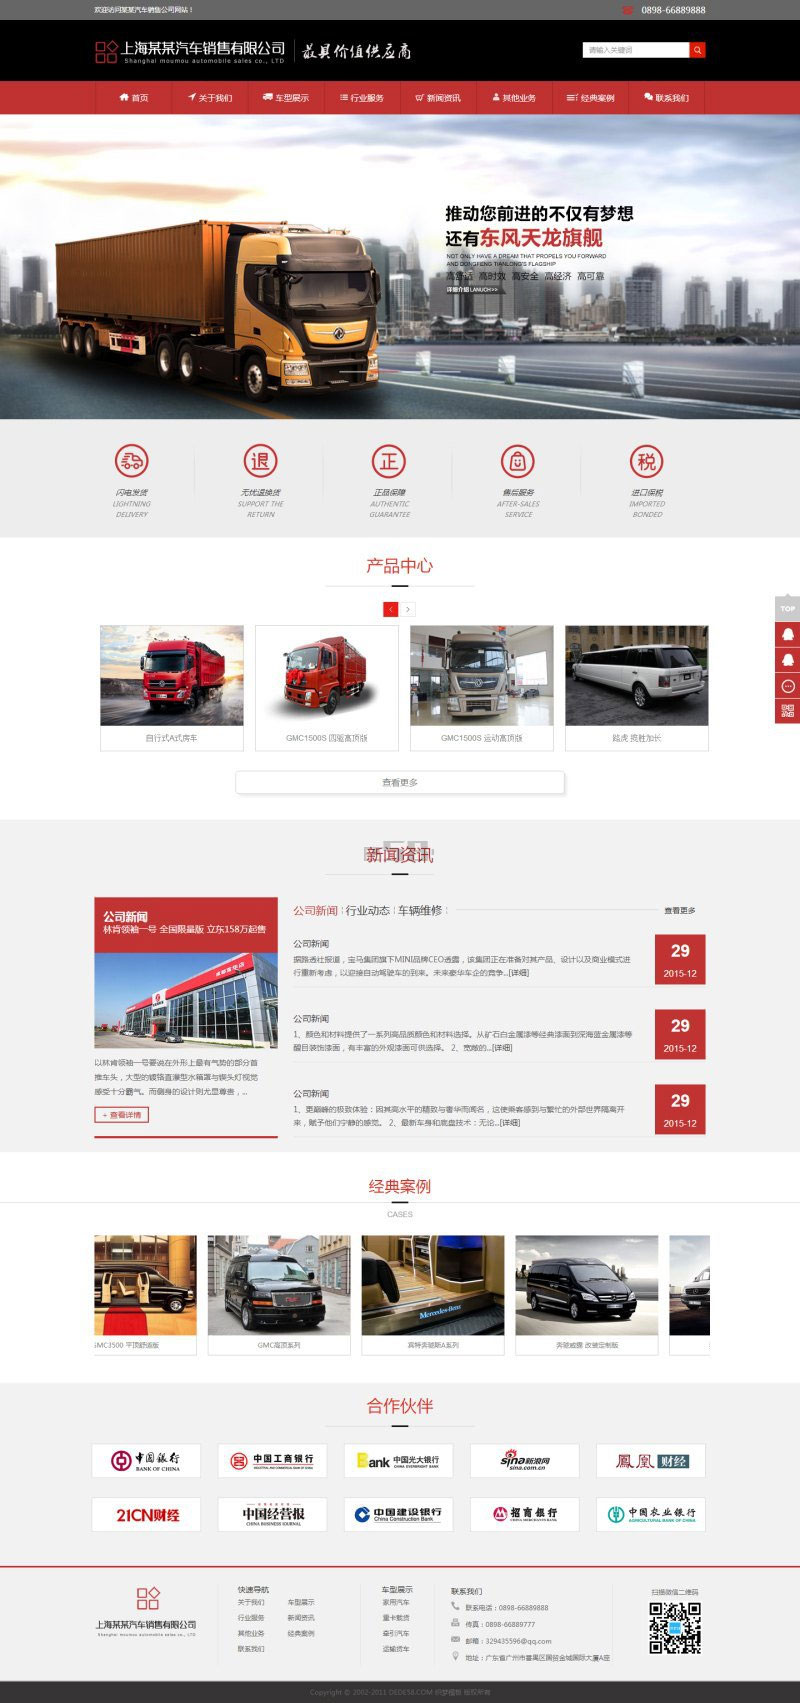 欢迎访问某某汽车销售公司网站！
0898-66889888
上海某某汽车销售有限公司
Shanghai moumou automobile sales co., LTD
最具价值供应商
请输入关键词
首页 关于我们 车型展示 行业服务 新闻资讯 其他业务 经典案例 联系我们
推动您前进的不仅有梦想
还有东风天龙旗舰
NOT ONLY HAVE A DREAM THAT PROPELS YOU FORWARD
AND DONGFENG TIANLONG'S FLAGSHIP
高舒适 高时效 高安全 高经济 高可靠
详细介绍 LANUCH>>
退 正 税
闪电发货 无忧退换货 正品保障 售后服务 进口保税
LIGHTNING SUPPORT THE AUTHENTIC AFTER-SALES IMPORTED
DELIVERY RETURN GUARANTEE SERVICE BONDED
产品中心
TOP
自行式A式房车 GMC1500S 四驱高顶版 GMC1500S 运动高顶版 路虎 揽胜加长
查看更多
新闻资讯
公司新闻
林肯领袖一号 全国限量版 立东158万起售
以林肯领袖一号要说在外形上最有气势的部分首
推车头，大型的镀铬直瀑型水箱罩与镜头灯视觉
感受十分霸气。而侧身的设计则尤显尊贵，...
+ 查看详情
公司新闻 行业动态 车辆维修
查看更多
公司新闻
据路透社报道，宝马集团旗下MINI品牌CEO透露，该集团正在准备对其产品、设计以及商业模式进
行重新考虑，以迎接自动驾驶车的到来。未来豪华车企的竞争...[详细]
29
2015-12
公司新闻
1、颜色和材料提供了一系列高品质颜色和材料选择。从矿石白金属漆等经典漆面到深海蓝金属漆等
醒目装饰漆面，有丰富的外观漆面可供选择。 2、宽敞的...[详细]
29
2015-12
公司新闻
1、更巅峰的极致体验：因其高水平的精致与奢华而闻名，这使乘客感到与繁忙的外部世界隔离开
来，赋予他们宁静的感觉。 2、最新车身和底盘技术：无论...[详细]
29
2015-12
经典案例
CASES
GMC3500 平顶舒适版 GMC高顶系列 宾特奔驰斯A系列 奔驰威霆 改装定制版
Mercedes-Benz
合作伙伴
中国银行 BANK OF CHINA
中国工商银行 INDUSTRIAL AND COMMERCIAL BANK OF CHINA
Bank 中国光大银行 CHINA EVERBRIGHT BANK
sina新浪网 sina.com.cn
鳳凰财经
21CN财经
中国经营报 CHINA BUSINESS JOURNAL
中国建设银行 China Construction Bank
招商银行 CHINA MERCHANTS BANK
中国农业银行 AGRICULTURAL BANK OF CHINA
上海某某汽车销售有限公司
Shanghai moumou automobile sales co., LTD
快速导航
关于我们 车型展示
行业服务 新闻资讯
其他业务 经典案例
联系我们
车型展示
家用汽车
重卡载货
牵引汽车
运输货车
联系我们
联系电话：0898-66889888
传真：0898-66889777
邮箱：329435596@qq.com
地址：广东省广州市番禺区国贸金城国际大厦A座
扫描微信二维码
Copyright © 2002-2011 DEDE58.COM 织梦模板 版权所有